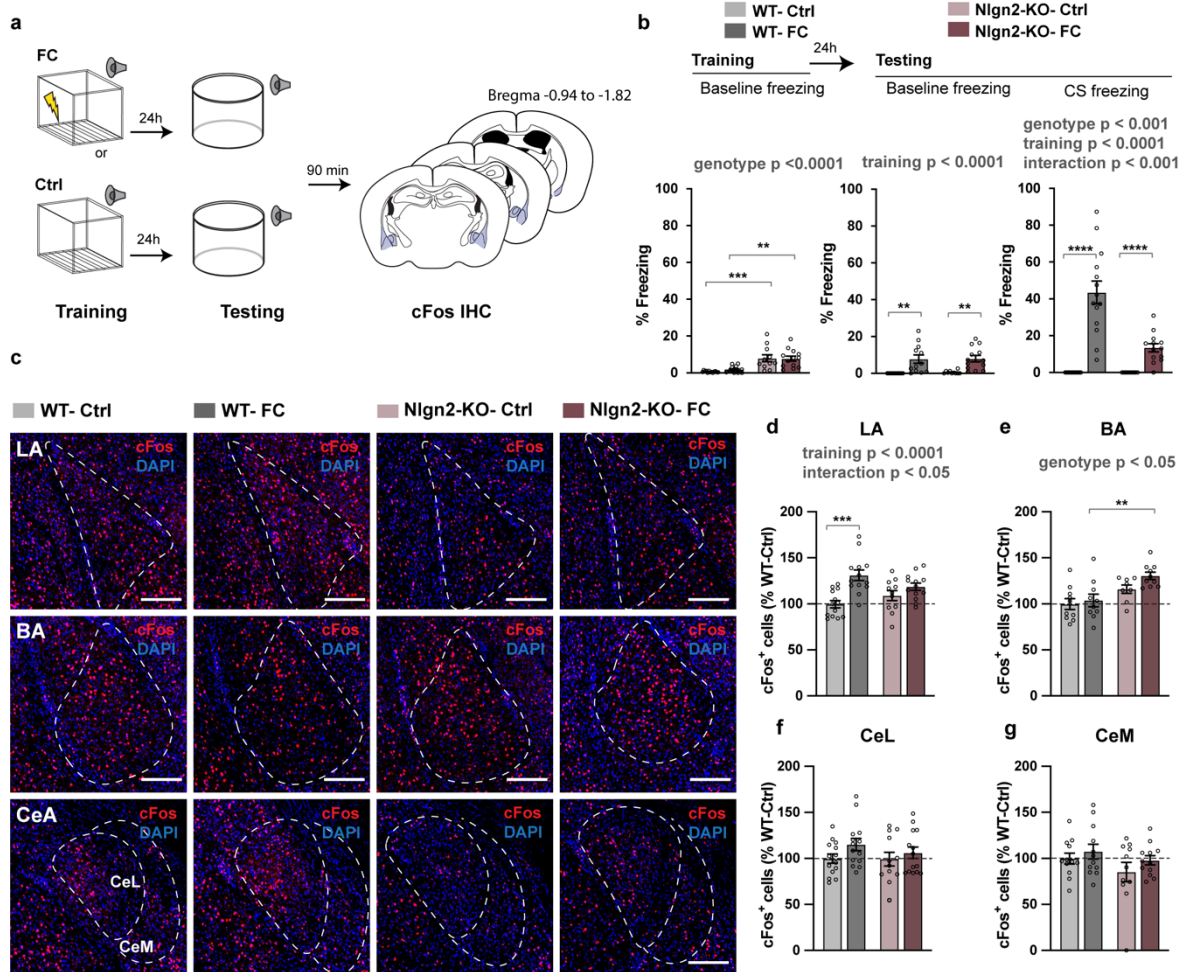 a
FC
24h
or
Ctrl
24h
90 min
Bregma -0.94 to -1.82
Training
Testing
cFos IHC
b
WT- Ctrl
WT- FC
Nlgn2-KO- Ctrl
Nlgn2-KO- FC
Training
24h
Testing
Baseline freezing
Baseline freezing
CS freezing
genotype p <0.0001
training p < 0.0001
genotype p < 0.001
training p < 0.0001
interaction p < 0.001
% Freezing
100
80
60
40
20
0
***
**
% Freezing
100
80
60
40
20
0
**
**
% Freezing
100
80
60
40
20
0
****
****
c
WT- Ctrl
WT- FC
Nlgn2-KO- Ctrl
Nlgn2-KO- FC
LA
cFos
DAPI
cFos
DAPI
cFos
DAPI
cFos
DAPI
BA
cFos
DAPI
cFos
DAPI
cFos
DAPI
cFos
DAPI
CeA
cFos
DAPI
CeL
CeM
cFos
DAPI
cFos
DAPI
cFos
DAPI
d
LA
training p < 0.0001
interaction p < 0.05
cFos⁺ cells (% WT-Ctrl)
200
150
100
50
0
***
e
BA
genotype p < 0.05
cFos⁺ cells (% WT-Ctrl)
200
150
100
50
0
**
f
CeL
cFos⁺ cells (% WT-Ctrl)
200
150
100
50
0
g
CeM
cFos⁺ cells (% WT-Ctrl)
200
150
100
50
0